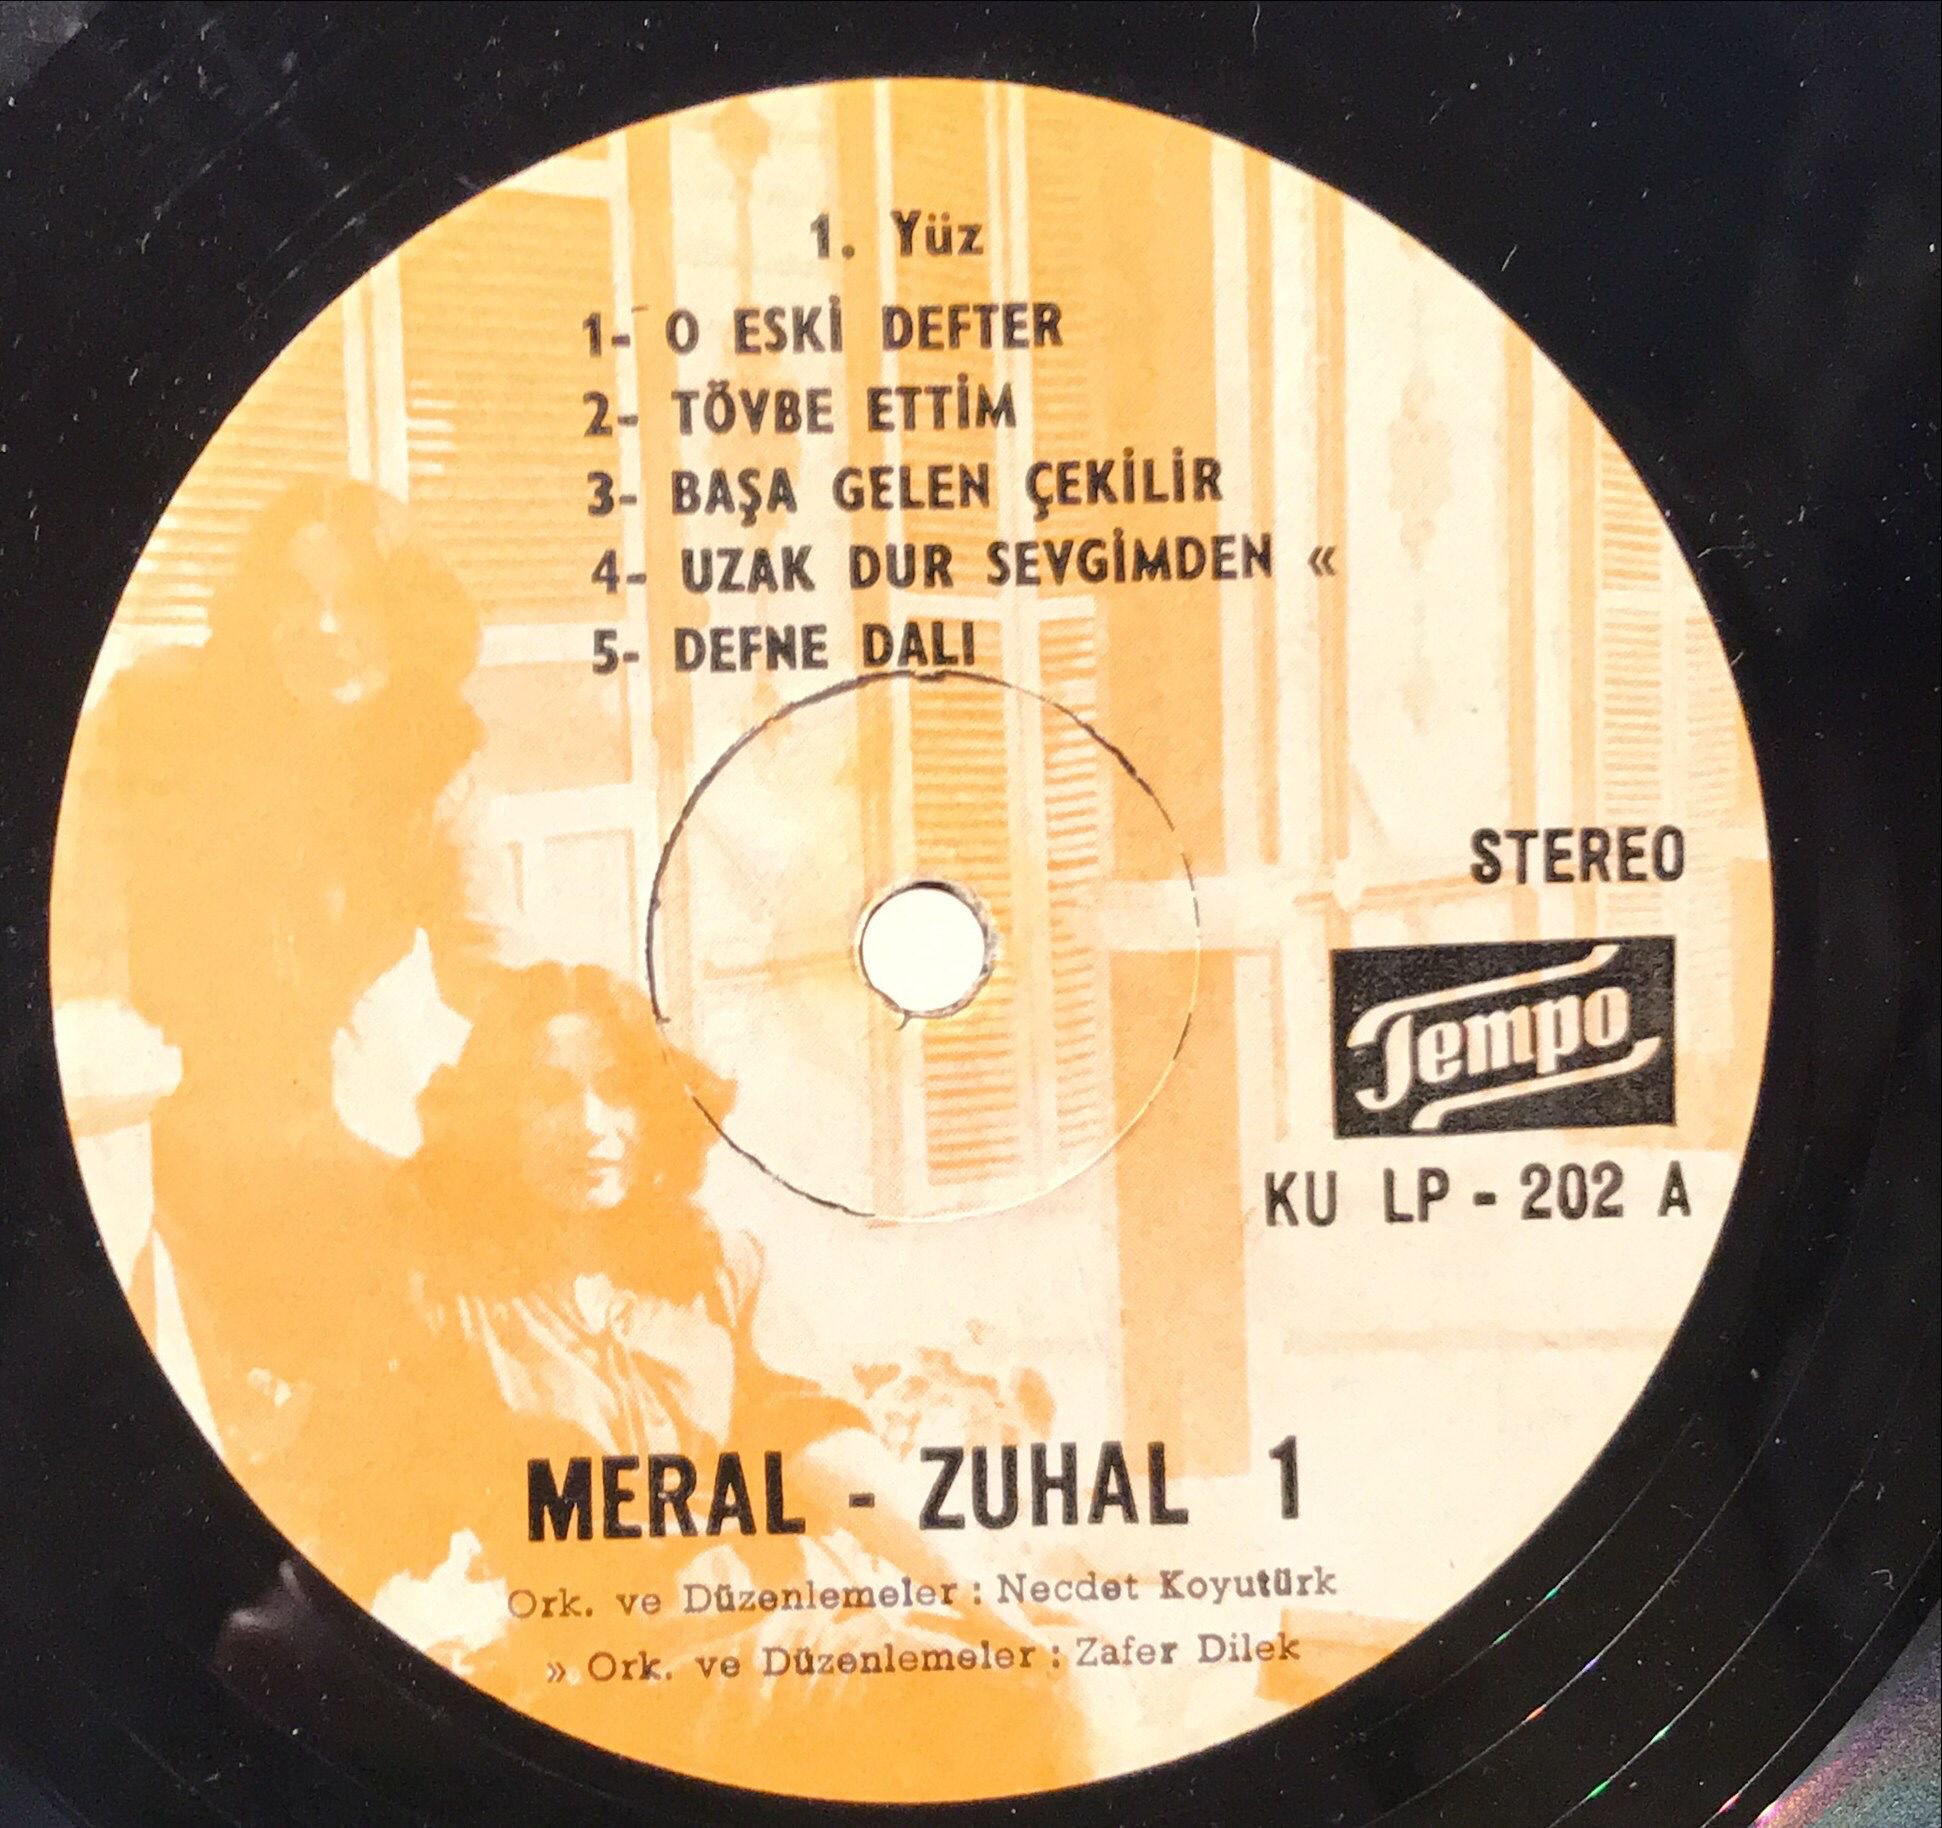 1. Yüz
1- O ESKİ DEFTER
2- TÖVBE ETTİM
3- BAŞA GELEN ÇEKİLİR
4- UZAK DUR SEVGİMDEN «
5- DEFNE DALI
STEREO
Tempo
KU LP - 202 A
MERAL - ZUHAL 1
Ork. ve Düzenlemeler : Necdet Koyutürk
» Ork. ve Düzenlemeler : Zafer Dilek